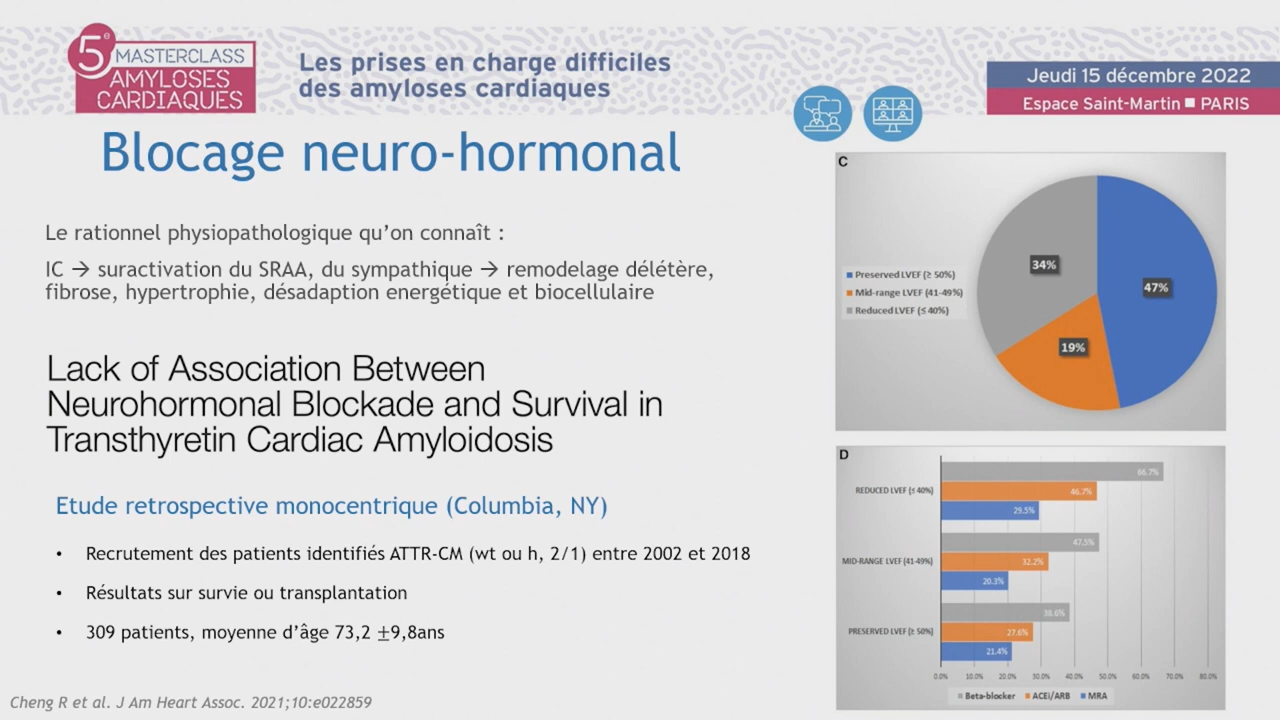 5e MASTERCLASS
AMYLOSES
CARDIAQUES
Les prises en charge difficiles
des amyloses cardiaques
Jeudi 15 décembre 2022
Espace Saint-Martin ■ PARIS
Blocage neuro-hormonal
Le rationnel physiopathologique qu’on connaît :
IC → suractivation du SRAA, du sympathique → remodelage délétère,
fibrose, hypertrophie, désadaption energétique et biocellulaire
Lack of Association Between
Neurohormonal Blockade and Survival in
Transthyretin Cardiac Amyloidosis
Etude retrospective monocentrique (Columbia, NY)
• Recrutement des patients identifiés ATTR-CM (wt ou h, 2/1) entre 2002 et 2018
• Résultats sur survie ou transplantation
• 309 patients, moyenne d’âge 73,2 ±9,8ans
Cheng R et al. J Am Heart Assoc. 2021;10:e022859
C
Preserved LVEF (≥ 50%)
Mid-range LVEF (41-49%)
Reduced LVEF (≤ 40%)
34%
47%
19%
D
REDUCED LVEF (≤ 40%)
66.7%
46.7%
29.5%
MID-RANGE LVEF (41-49%)
47.5%
32.2%
20.3%
PRESERVED LVEF (≥ 50%)
38.6%
27.6%
21.4%
0.0% 10.0% 20.0% 30.0% 40.0% 50.0% 60.0% 70.0% 80.0%
Beta-blocker ACEi/ARB MRA